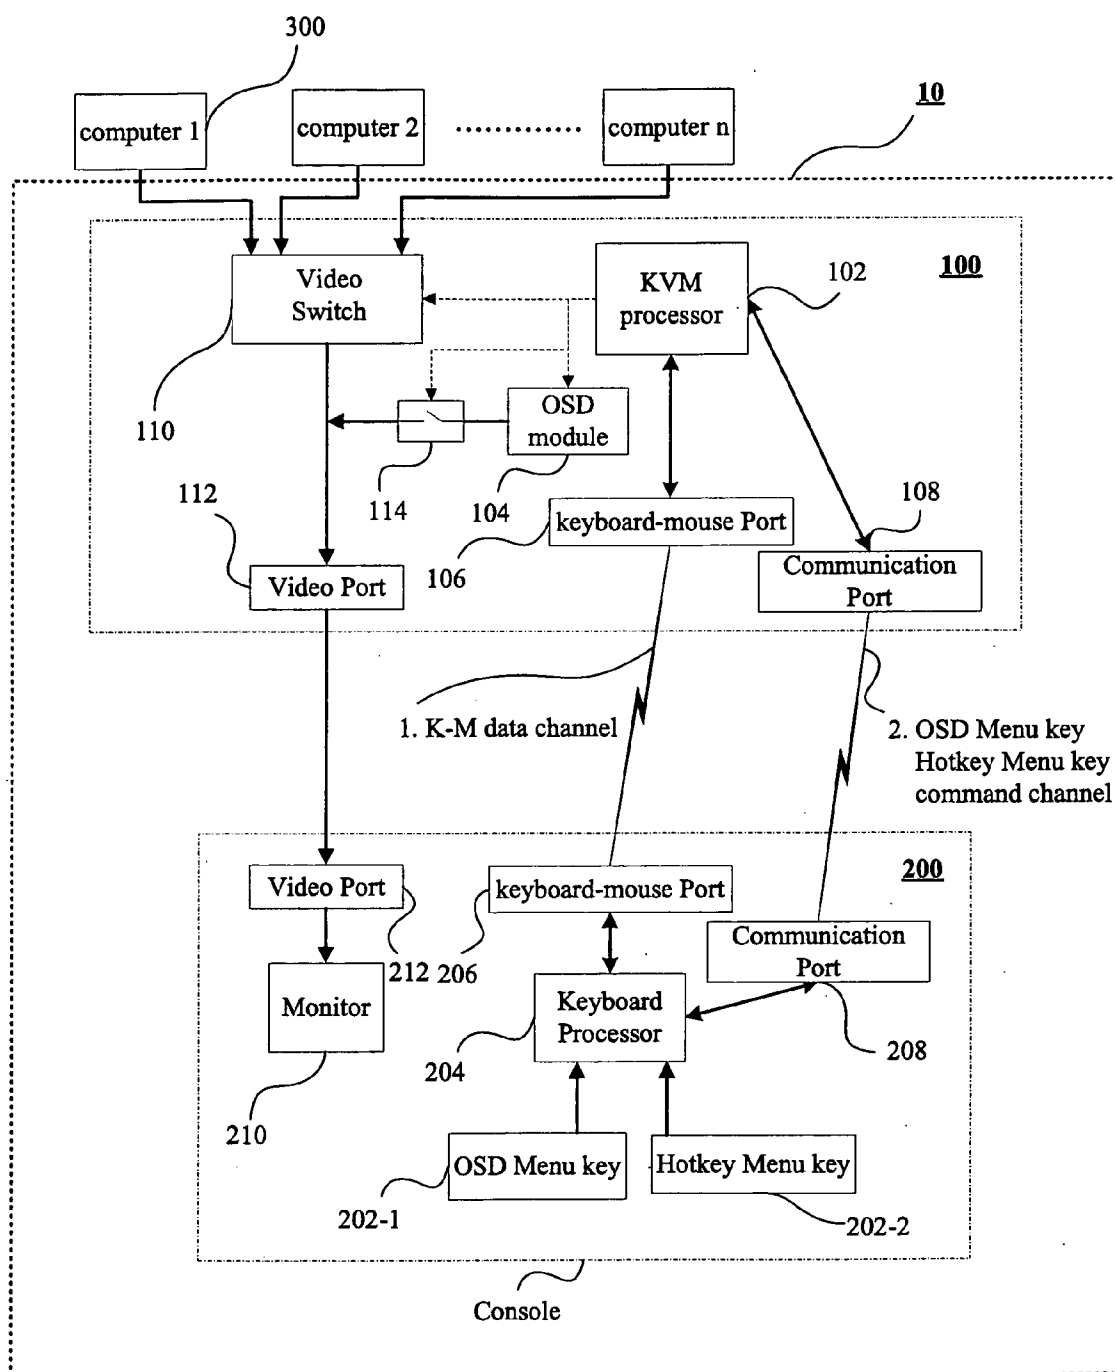 300
10
computer 1
computer 2
computer n
100
Video
Switch
KVM
processor
102
110
OSD
module
114
104
112
108
keyboard-mouse Port
106
Video Port
Communication
Port
1. K-M data channel
2. OSD Menu key
Hotkey Menu key
command channel
200
Video Port
keyboard-mouse Port
212
206
Communication
Port
Monitor
Keyboard
Processor
204
208
210
OSD Menu key
Hotkey Menu key
202-1
202-2
Console